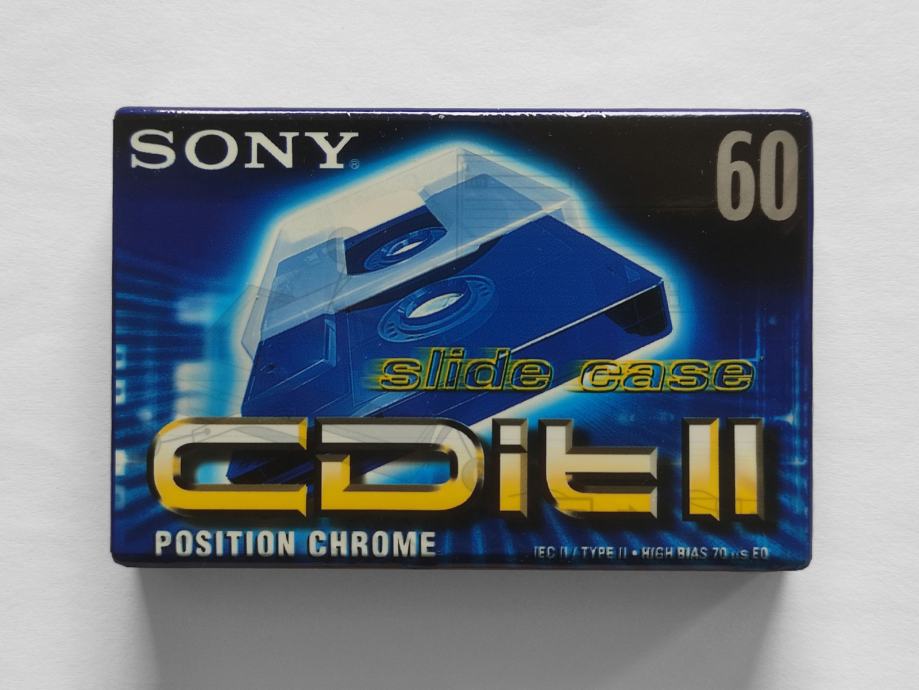 SONY®
60
slide case
CDit II
POSITION CHROME
IEC II / TYPE II • HIGH BIAS 70 µs EQ